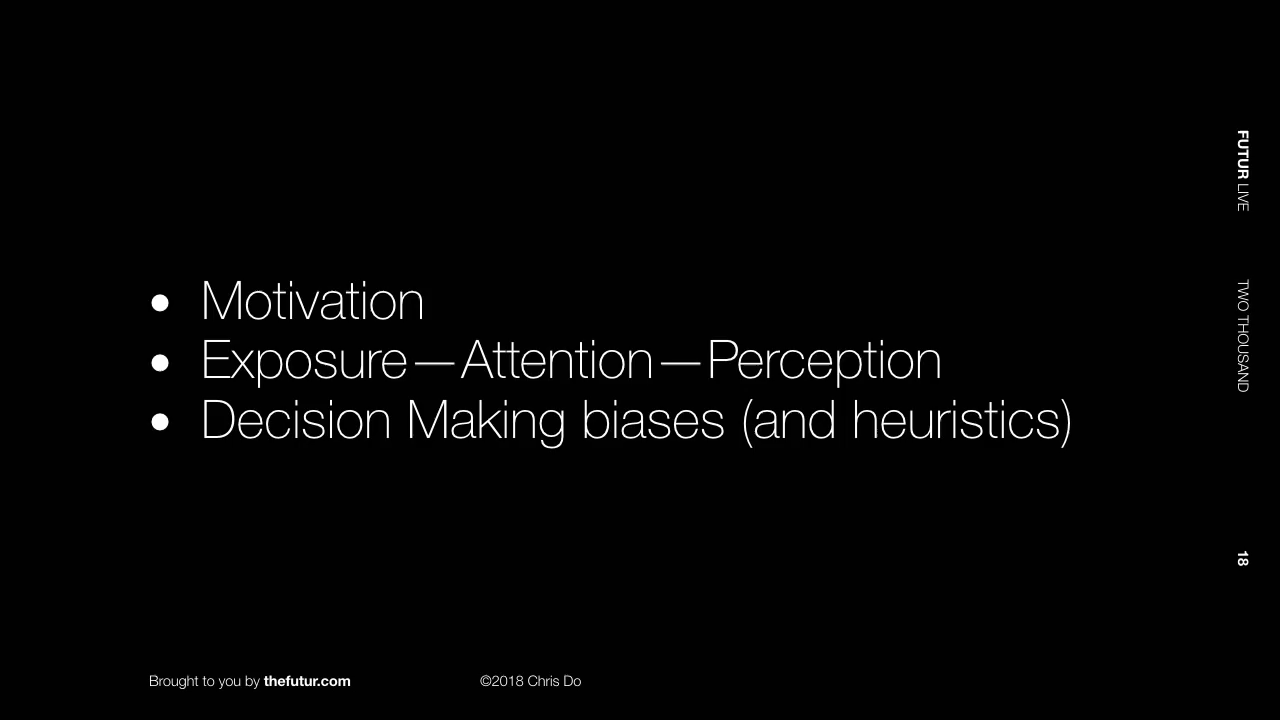 • Motivation
• Exposure—Attention—Perception
• Decision Making biases (and heuristics)
FUTUR LIVE
TWO THOUSAND
18
Brought to you by thefutur.com
©2018 Chris Do